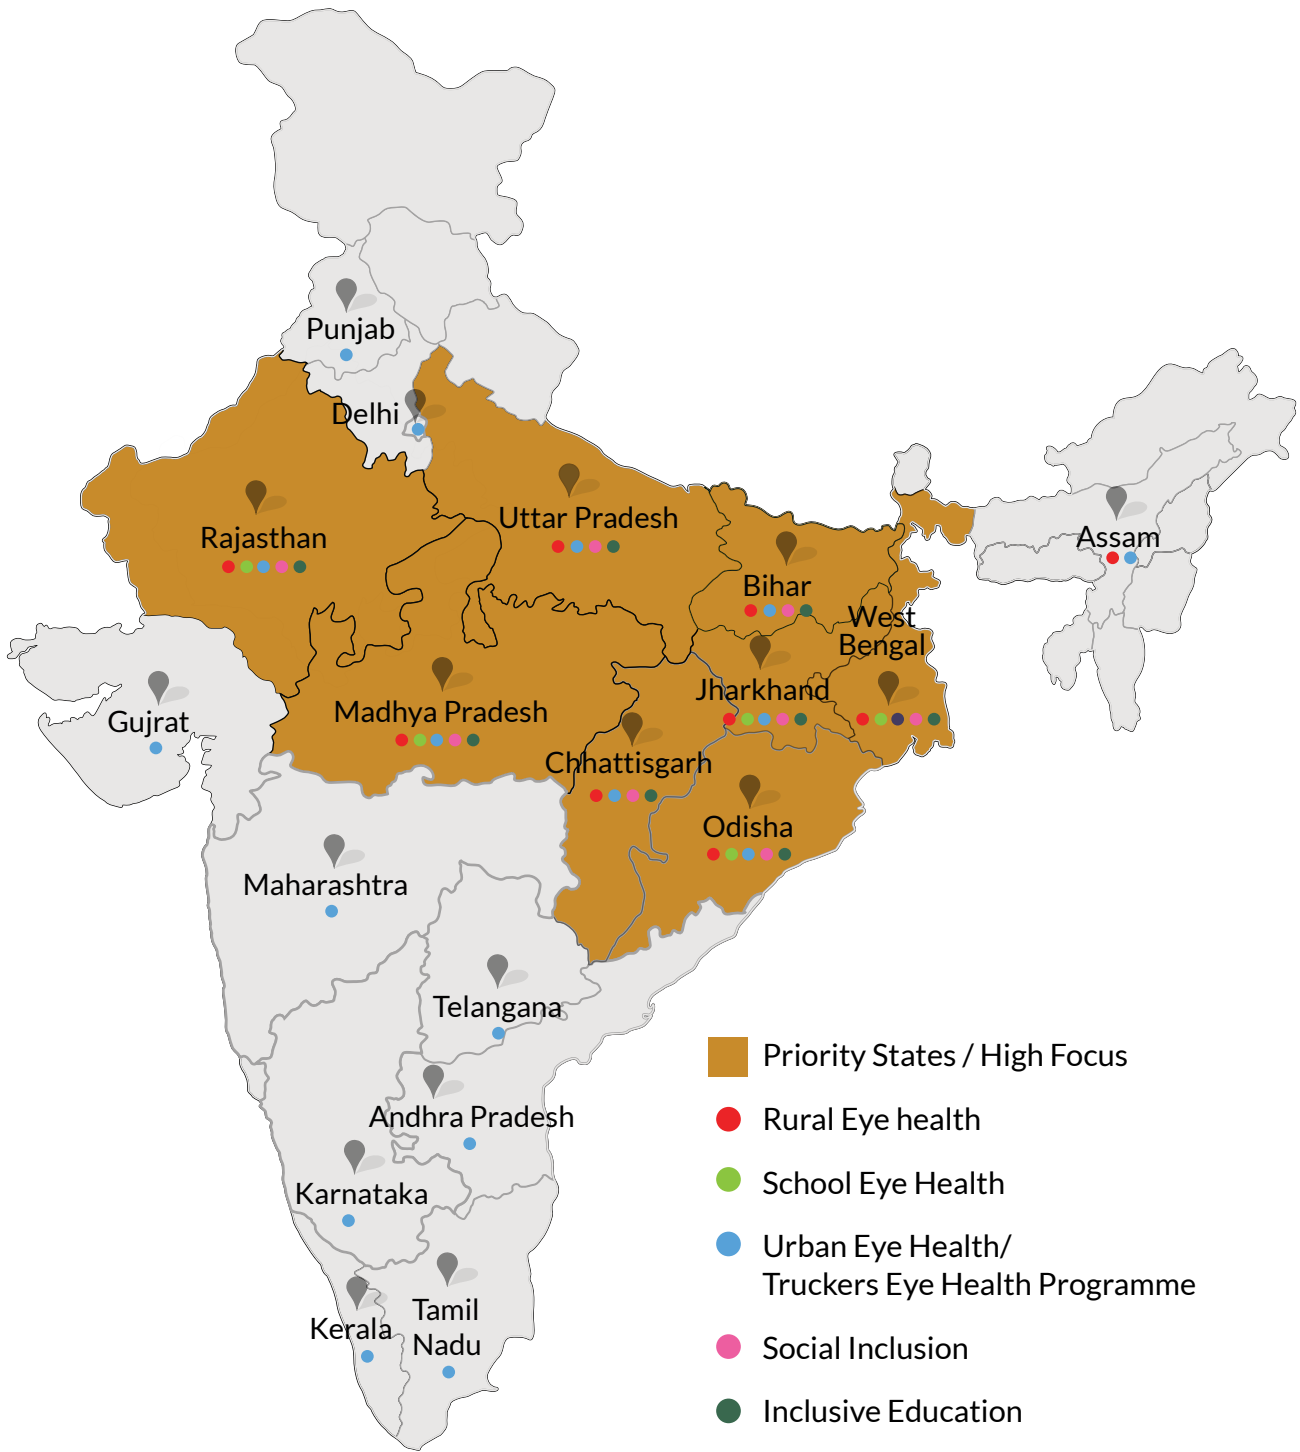 Punjab
Delhi
Rajasthan
Uttar Pradesh
Assam
Bihar
West
Bengal
Gujrat
Madhya Pradesh
Jharkhand
Chhattisgarh
Odisha
Maharashtra
Telangana
Andhra Pradesh
Karnataka
Kerala
Tamil
Nadu
Priority States / High Focus
Rural Eye health
School Eye Health
Urban Eye Health/
Truckers Eye Health Programme
Social Inclusion
Inclusive Education